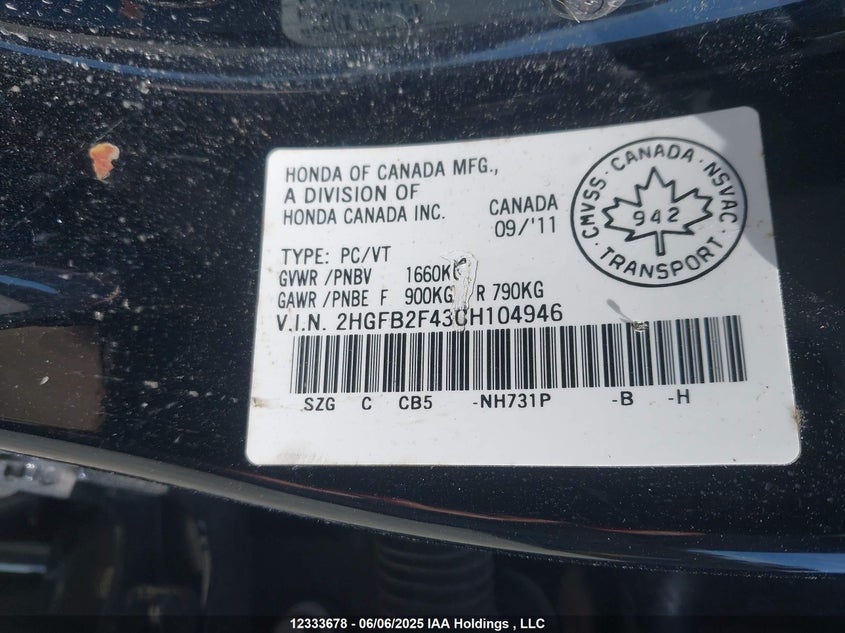 HONDA OF CANADA MFG.,
A DIVISION OF
HONDA CANADA INC.
CANADA
09/'11
CMVSS · CANADA · NSVAC ·
942
TRANSPORT
TYPE: PC/VT
GVWR /PNBV 1660KG
GAWR /PNBE F 900KG R 790KG
V.I.N. 2HGFB2F43CH104946
SZG C CB5 -NH731P -B -H
12333678 - 06/06/2025 IAA Holdings , LLC